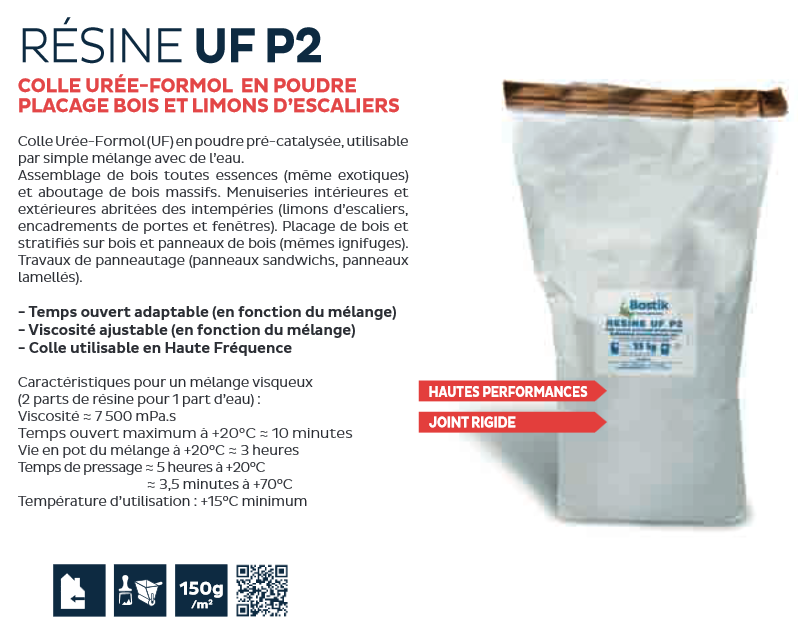 RÉSINE UF P2
COLLE URÉE-FORMOL EN POUDRE
PLACAGE BOIS ET LIMONS D'ESCALIERS
Colle Urée-Formol (UF) en poudre pré-catalysée, utilisable
par simple mélange avec de l'eau.
Assemblage de bois toutes essences (même exotiques)
et aboutage de bois massifs. Menuiseries intérieures et
extérieures abritées des intempéries (limons d'escaliers,
encadrements de portes et fenêtres). Placage de bois et
stratifiés sur bois et panneaux de bois (mêmes ignifuges).
Travaux de panneautage (panneaux sandwichs, panneaux
lamellés).
- Temps ouvert adaptable (en fonction du mélange)
- Viscosité ajustable (en fonction du mélange)
- Colle utilisable en Haute Fréquence
Caractéristiques pour un mélange visqueux
(2 parts de résine pour 1 part d'eau) :
Viscosité ≈ 7 500 mPa.s
Temps ouvert maximum à +20°C ≈ 10 minutes
Vie en pot du mélange à +20°C ≈ 3 heures
Temps de pressage ≈ 5 heures à +20°C
≈ 3,5 minutes à +70°C
Température d'utilisation : +15°C minimum
Bostik
RESINE UF P2
25 kg
HAUTES PERFORMANCES
JOINT RIGIDE
150g
/m²